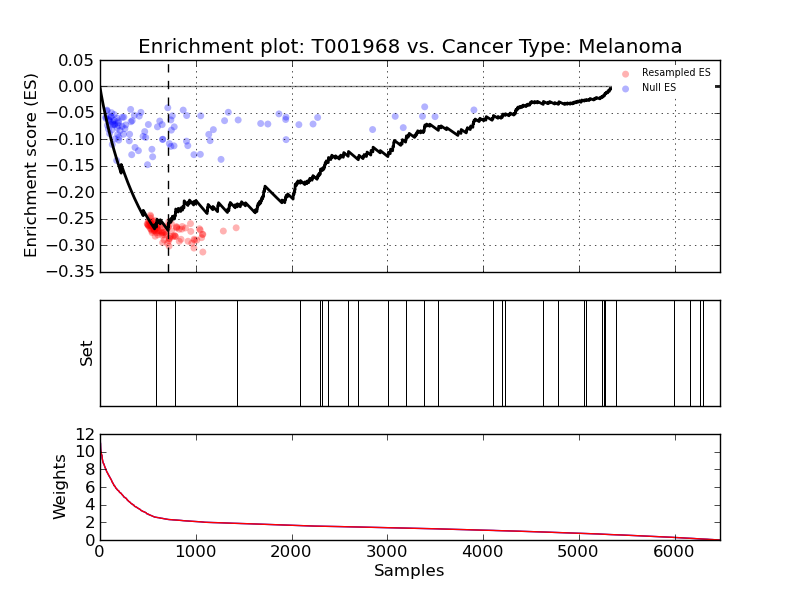 Enrichment plot: T001968 vs. Cancer Type: Melanoma
Enrichment score (ES)
0.05
0.00
−0.05
−0.10
−0.15
−0.20
−0.25
−0.30
−0.35
Resampled ES
Null ES
Set
Weights
12
10
8
6
4
2
0
0 1000 2000 3000 4000 5000 6000
Samples